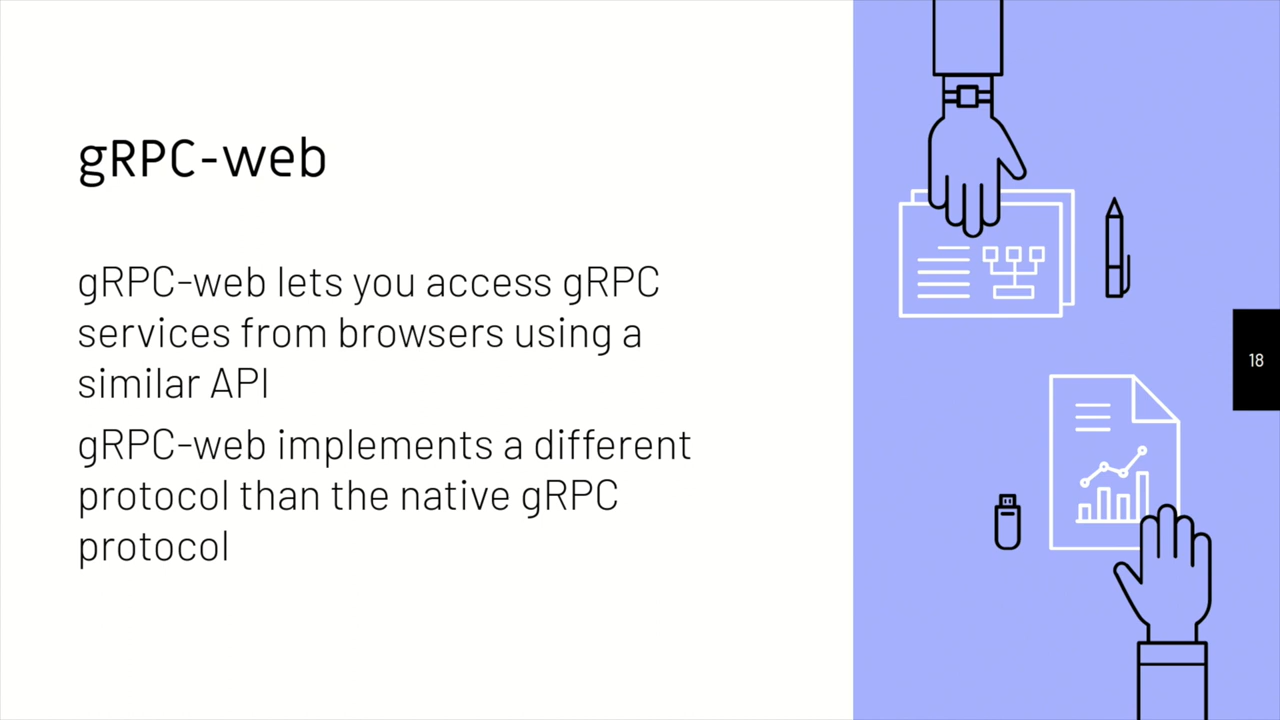 gRPC-web
gRPC-web lets you access gRPC
services from browsers using a
similar API
gRPC-web implements a different
protocol than the native gRPC
protocol
18